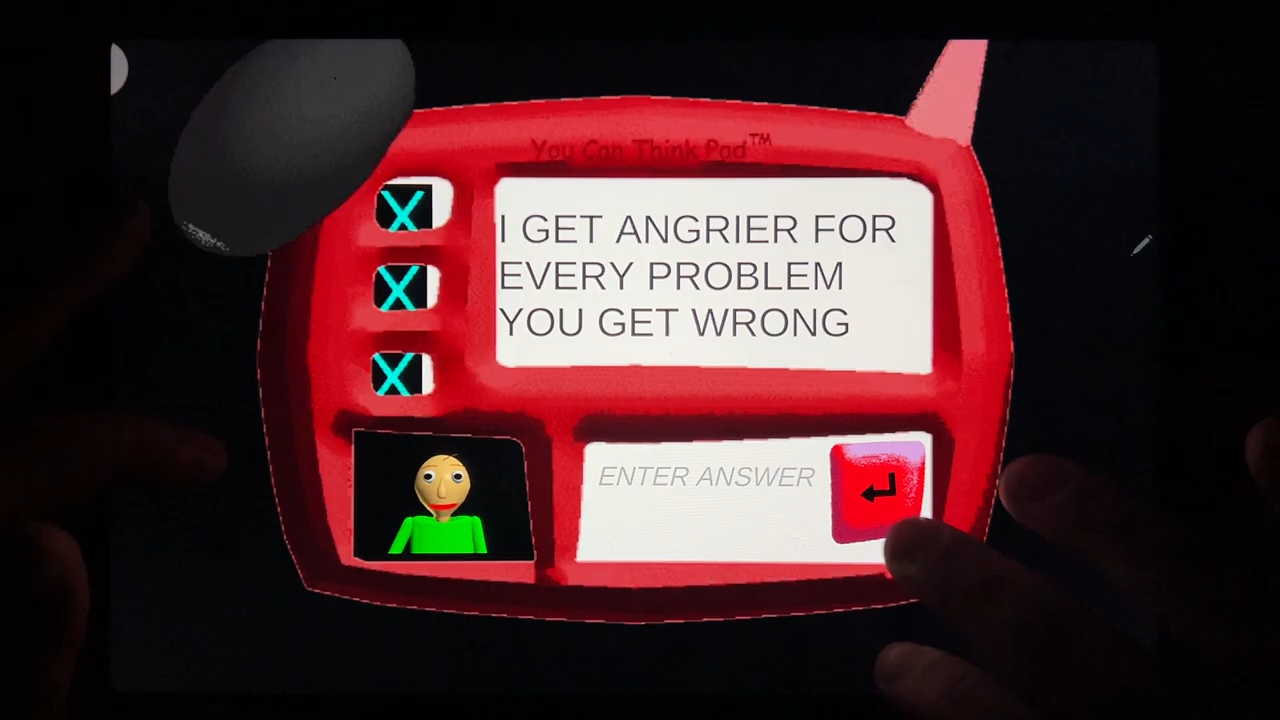 You Can Think Pad™
I GET ANGRIER FOR
EVERY PROBLEM
YOU GET WRONG
ENTER ANSWER